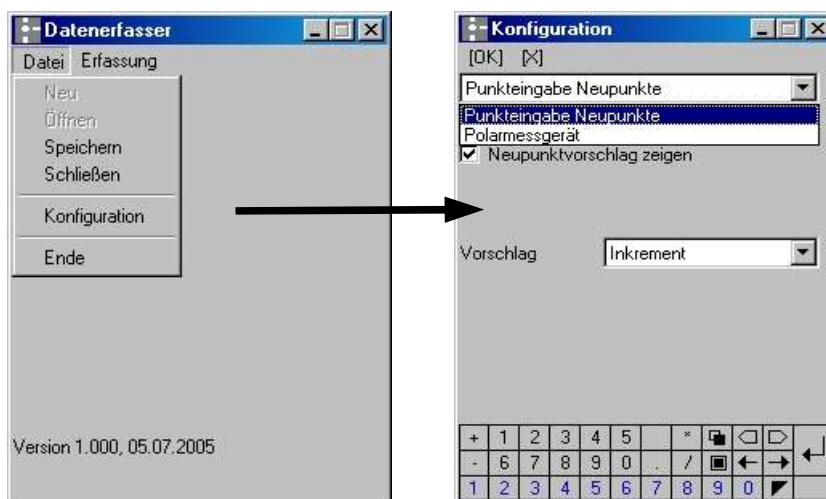 Datenerfasser
Datei Erfassung
Neu
Öffnen
Speichern
Schließen
Konfiguration
Ende
Version 1.000, 05.07.2005
Konfiguration
[OK] [X]
Punkteingabe Neupunkte
Punkteingabe Neupunkte
Polarmessgerät
Neupunktvorschlag zeigen
Vorschlag Inkrement
+ 1 2 3 4 5 *
- 6 7 8 9 0 . /
1 2 3 4 5 6 7 8 9 0